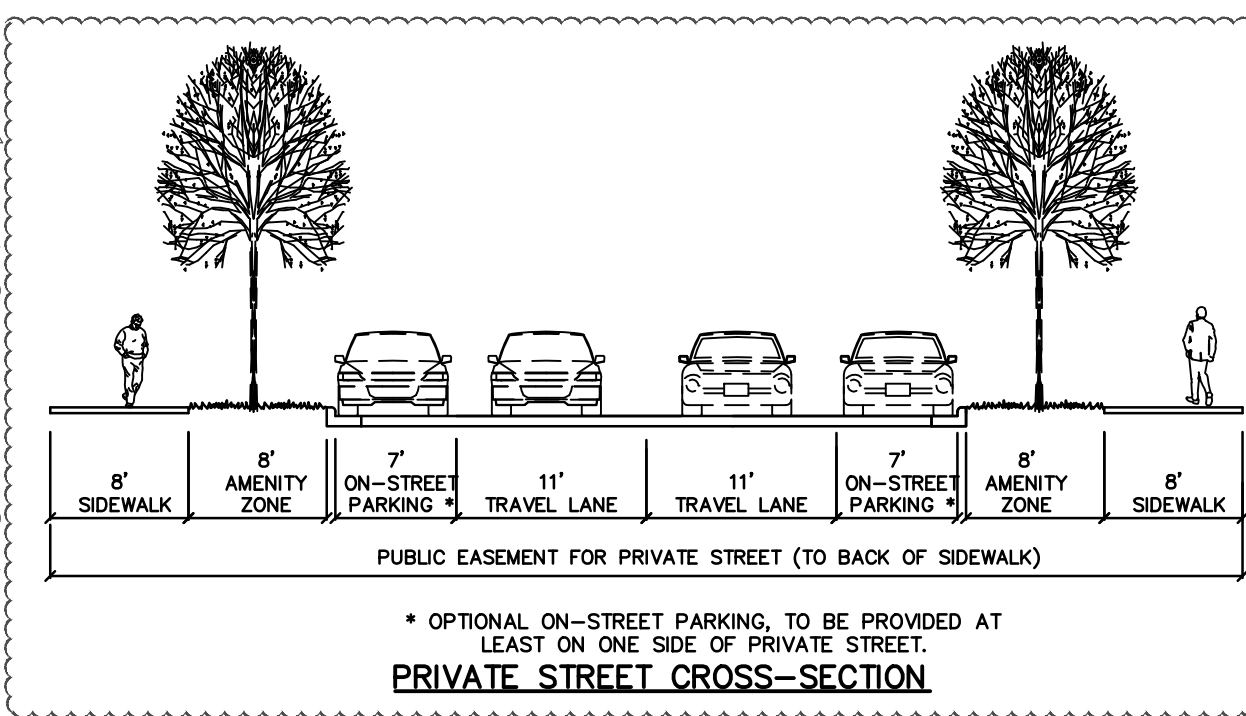 8'
SIDEWALK
8'
AMENITY
ZONE
7'
ON-STREET
PARKING *
11'
TRAVEL LANE
11'
TRAVEL LANE
7'
ON-STREET
PARKING *
8'
AMENITY
ZONE
8'
SIDEWALK
PUBLIC EASEMENT FOR PRIVATE STREET (TO BACK OF SIDEWALK)
* OPTIONAL ON-STREET PARKING, TO BE PROVIDED AT
LEAST ON ONE SIDE OF PRIVATE STREET.
PRIVATE STREET CROSS-SECTION